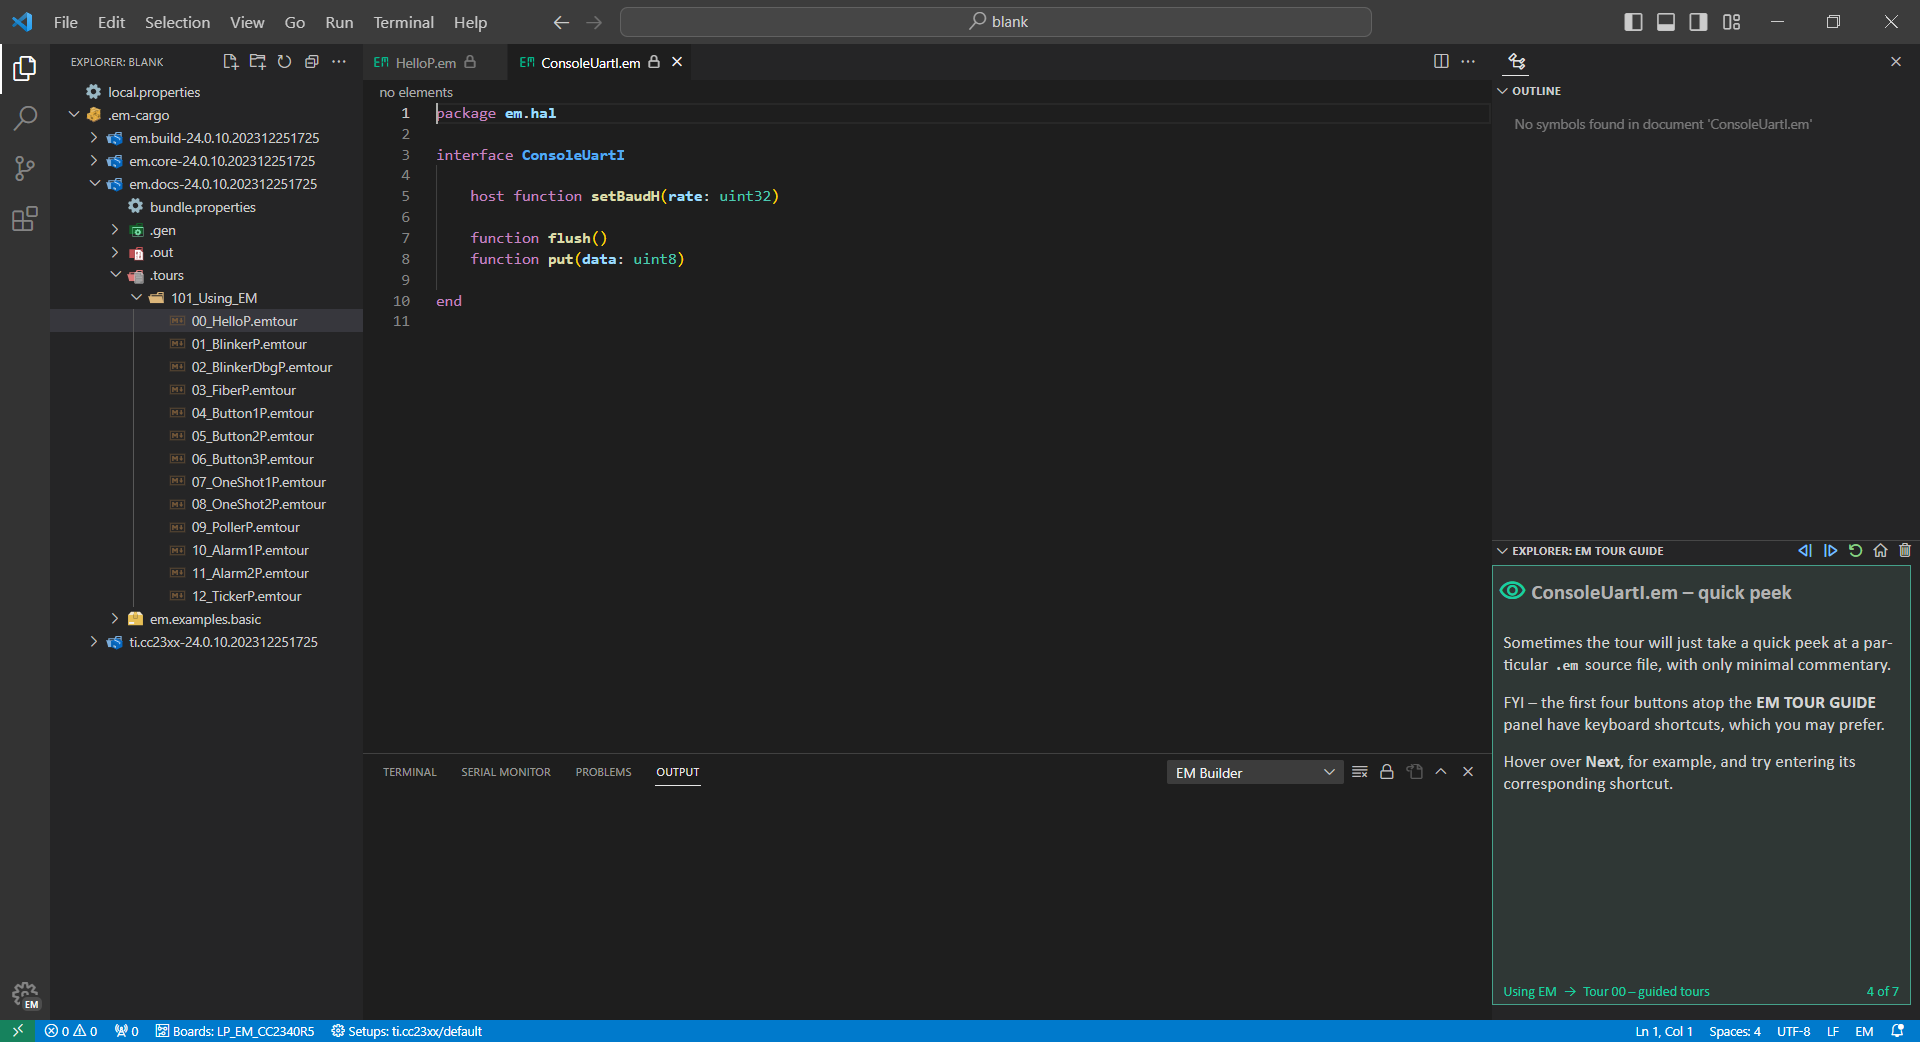 File Edit Selection View Go Run Terminal Help
blank
EXPLORER: BLANK
local.properties
.em-cargo
em.build-24.0.10.202312251725
em.core-24.0.10.202312251725
em.docs-24.0.10.202312251725
bundle.properties
.gen
.out
.tours
101_Using_EM
00_HelloP.emtour
01_BlinkerP.emtour
02_BlinkerDbgP.emtour
03_FiberP.emtour
04_Button1P.emtour
05_Button2P.emtour
06_Button3P.emtour
07_OneShot1P.emtour
08_OneShot2P.emtour
09_PollerP.emtour
10_Alarm1P.emtour
11_Alarm2P.emtour
12_TickerP.emtour
em.examples.basic
ti.cc23xx-24.0.10.202312251725
EM HelloP.em EM ConsoleUartI.em
no elements
1 package em.hal
2
3 interface ConsoleUartI
4
5 host function setBaudH(rate: uint32)
6
7 function flush()
8 function put(data: uint8)
9
10 end
11
TERMINAL SERIAL MONITOR PROBLEMS OUTPUT
EM Builder
OUTLINE
No symbols found in document 'ConsoleUartI.em'
EXPLORER: EM TOUR GUIDE
ConsoleUartI.em – quick peek
Sometimes the tour will just take a quick peek at a par-
ticular .em source file, with only minimal commentary.
FYI – the first four buttons atop the EM TOUR GUIDE
panel have keyboard shortcuts, which you may prefer.
Hover over Next, for example, and try entering its
corresponding shortcut.
Using EM → Tour 00 – guided tours 4 of 7
EM
0 0 0 Boards: LP_EM_CC2340R5 Setups: ti.cc23xx/default
Ln 1, Col 1 Spaces: 4 UTF-8 LF EM